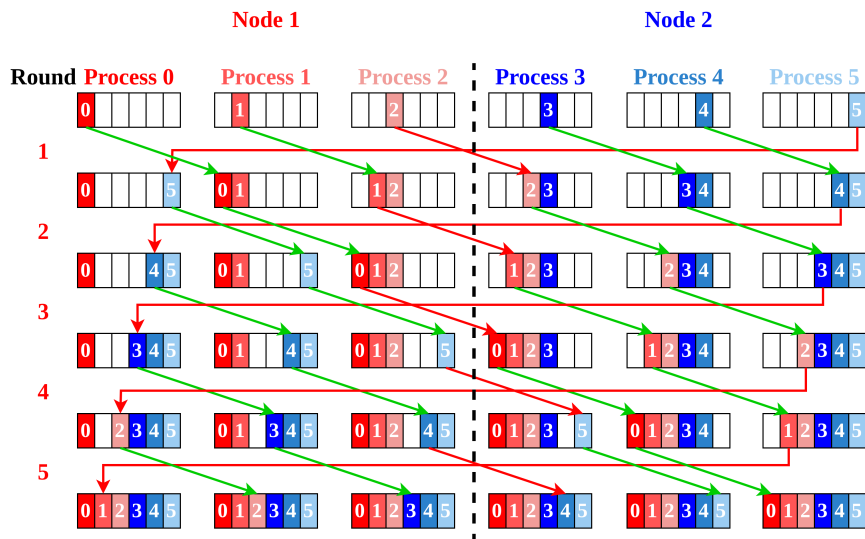 Node 1 Node 2
Round Process 0 Process 1 Process 2 Process 3 Process 4 Process 5
0 1 2 3 4 5
1
0 5 0 1 1 2 2 3 3 4 4 5
2
0 4 5 0 1 5 0 1 2 1 2 3 2 3 4 3 4 5
3
0 3 4 5 0 1 4 5 0 1 2 5 0 1 2 3 1 2 3 4 2 3 4 5
4
0 2 3 4 5 0 1 3 4 5 0 1 2 4 5 0 1 2 3 5 0 1 2 3 4 1 2 3 4 5
5
0 1 2 3 4 5 0 1 2 3 4 5 0 1 2 3 4 5 0 1 2 3 4 5 0 1 2 3 4 5 0 1 2 3 4 5